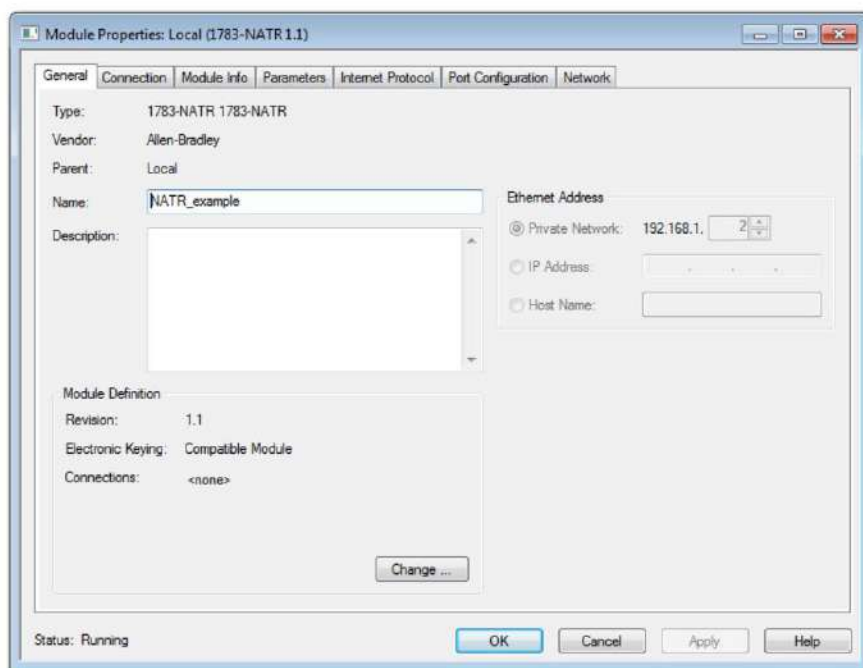 Module Properties: Local (1783-NATR 1.1)
General Connection Module Info Parameters Internet Protocol Port Configuration Network
Type: 1783-NATR 1783-NATR
Vendor: Allen-Bradley
Parent: Local
Name: NATR_example
Description:
Ethernet Address
Private Network: 192.168.1. 2
IP Address:
Host Name:
Module Definition
Revision: 1.1
Electronic Keying: Compatible Module
Connections: <none>
Change ...
Status: Running
OK Cancel Apply Help